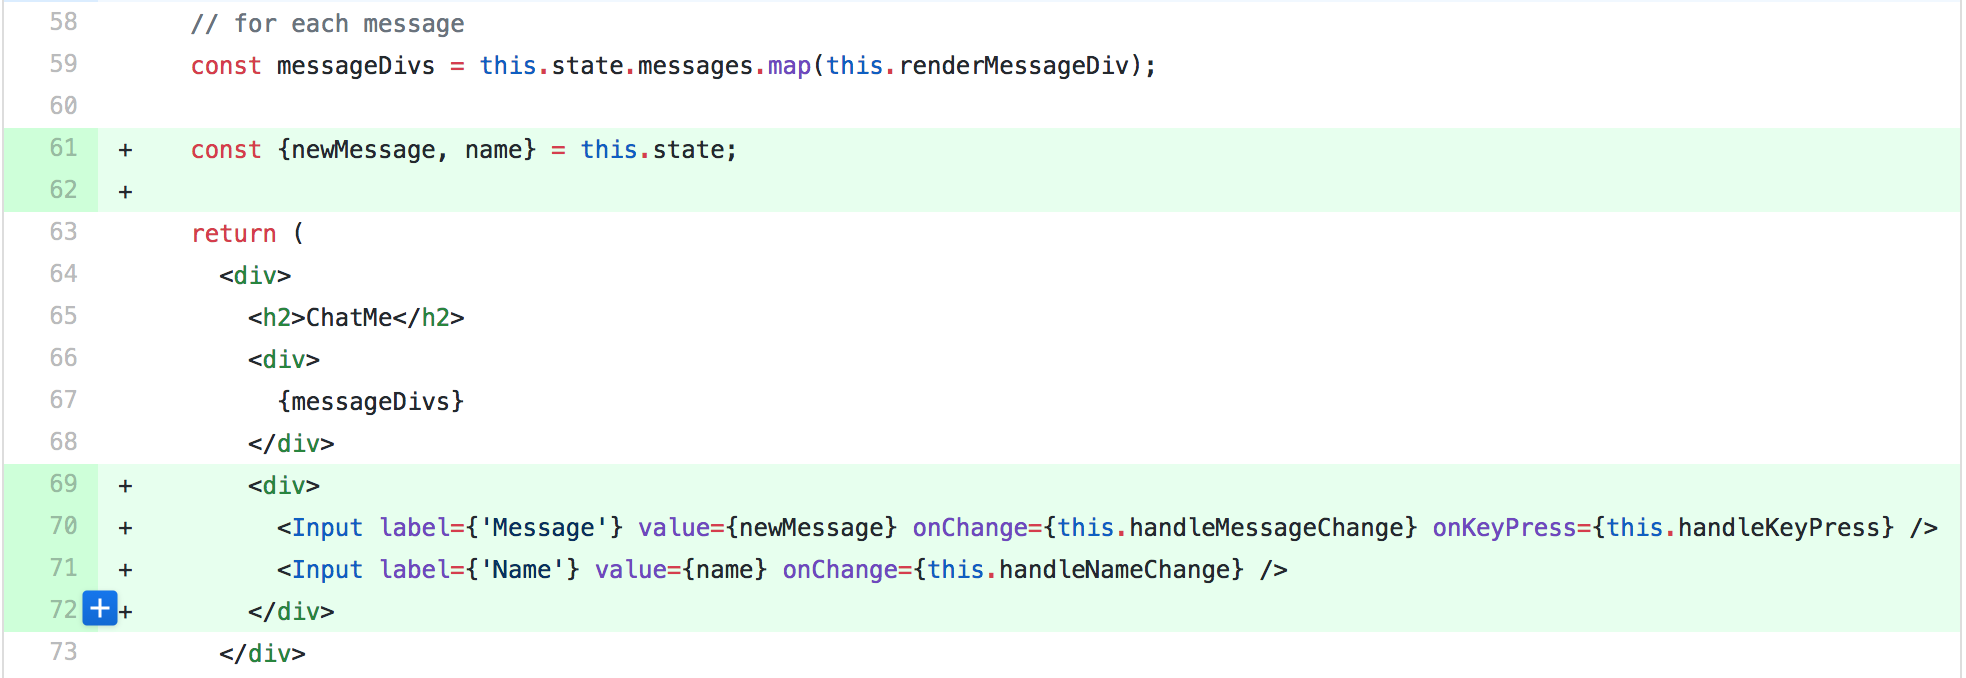 58 // for each message
59 const messageDivs = this.state.messages.map(this.renderMessageDiv);
60
61 + const {newMessage, name} = this.state;
62 +
63 return (
64 <div>
65 <h2>ChatMe</h2>
66 <div>
67 {messageDivs}
68 </div>
69 + <div>
70 + <Input label={'Message'} value={newMessage} onChange={this.handleMessageChange} onKeyPress={this.handleKeyPress} />
71 + <Input label={'Name'} value={name} onChange={this.handleNameChange} />
72 + + </div>
73 </div>